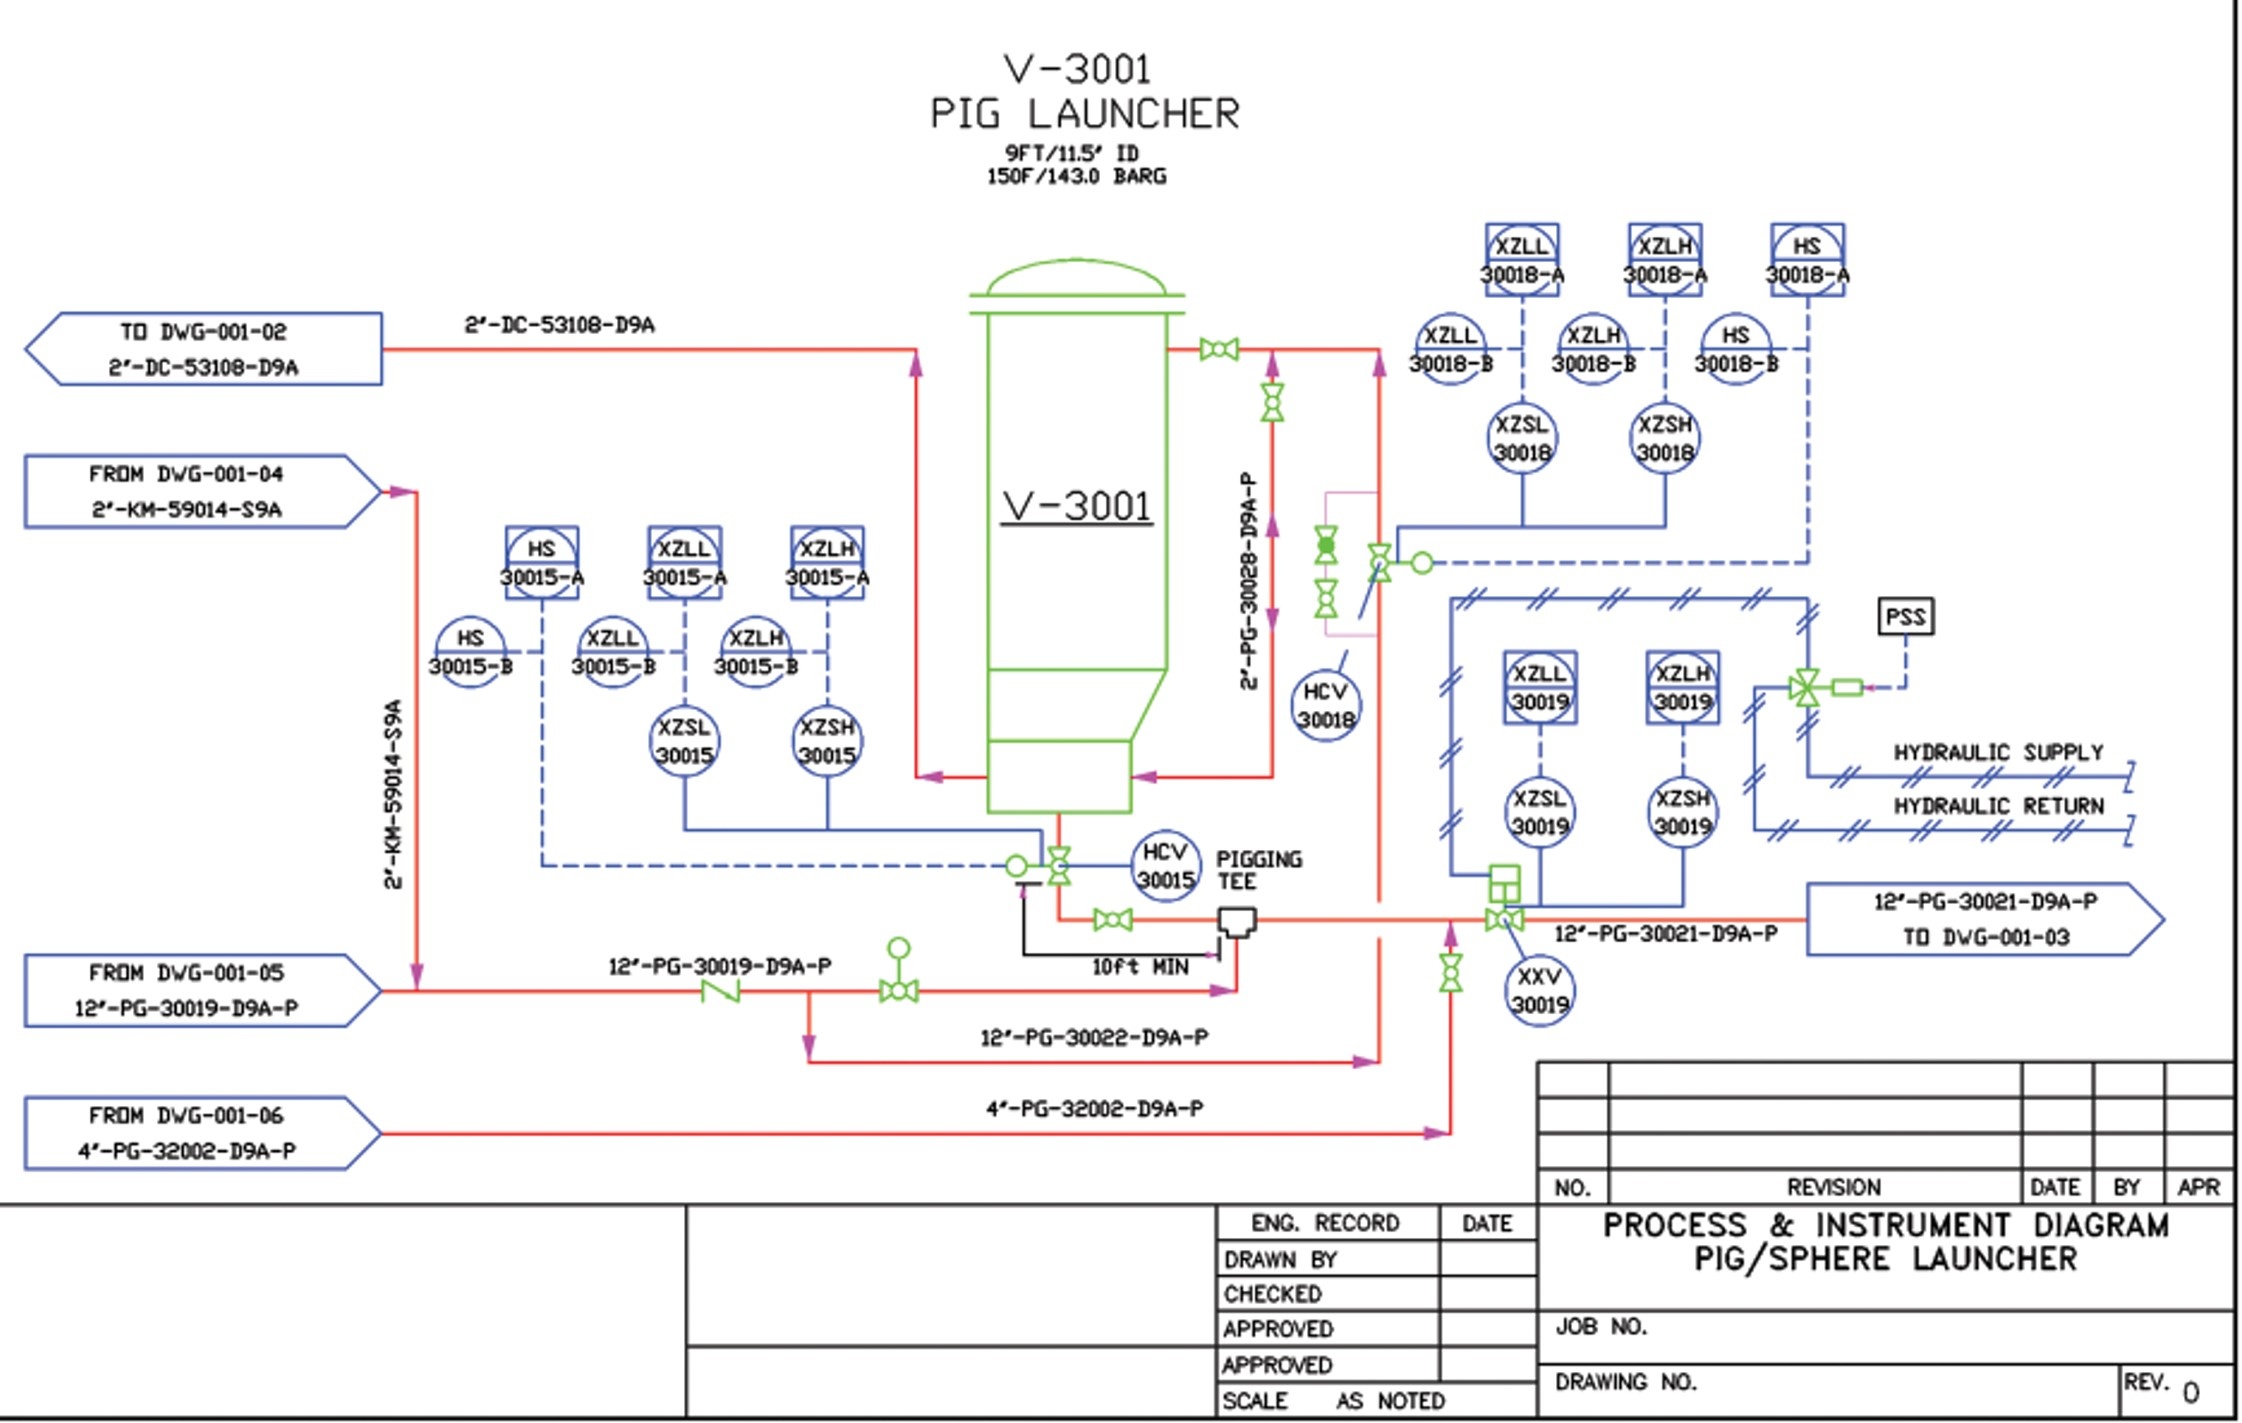 V-3001
PIG LAUNCHER
9FT/11.5" ID
150F/143.0 BARG
XZLL
30018-A
XZLH
30018-A
HS
30018-A
XZLL
30018-B
XZLH
30018-B
HS
30018-B
XZSL
30018
XZSH
30018
TO DWG-001-02
2"-DC-53108-D9A
2"-DC-53108-D9A
FROM DWG-001-04
2"-KM-59014-S9A
2"-KM-59014-S9A
HS
30015-A
XZLL
30015-A
XZLH
30015-A
HS
30015-B
XZLL
30015-B
XZLH
30015-B
XZSL
30015
XZSH
30015
V-3001
2"-PG-30028-D9A-P
HCV
30018
PSS
XZLL
30019
XZLH
30019
XZSL
30019
XZSH
30019
HYDRAULIC SUPPLY
HYDRAULIC RETURN
HCV
30015
PIGGING
TEE
10ft MIN
12"-PG-30021-D9A-P
12"-PG-30021-D9A-P
TO DWG-001-03
XXV
30019
FROM DWG-001-05
12"-PG-30019-D9A-P
12"-PG-30019-D9A-P
12"-PG-30022-D9A-P
FROM DWG-001-06
4"-PG-32002-D9A-P
4"-PG-32002-D9A-P
NO. REVISION DATE BY APR
ENG. RECORD DATE
DRAWN BY
CHECKED
APPROVED
APPROVED
SCALE AS NOTED
PROCESS & INSTRUMENT DIAGRAM
PIG/SPHERE LAUNCHER
JOB NO.
DRAWING NO.
REV. 0